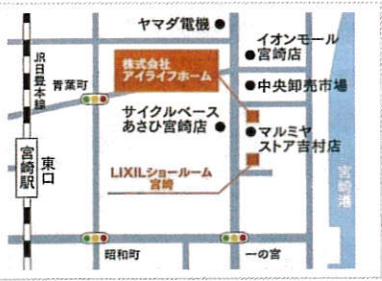 ヤマダ電機
イオンモール
宮崎店
株式会社
アイライフホーム
JR日豊本線
青葉町
中央卸売市場
サイクルベース
あさひ宮崎店
マルミヤ
ストア吉村店
宮崎駅
東口
LIXILショールーム
宮崎
宮崎港
昭和町
一の宮